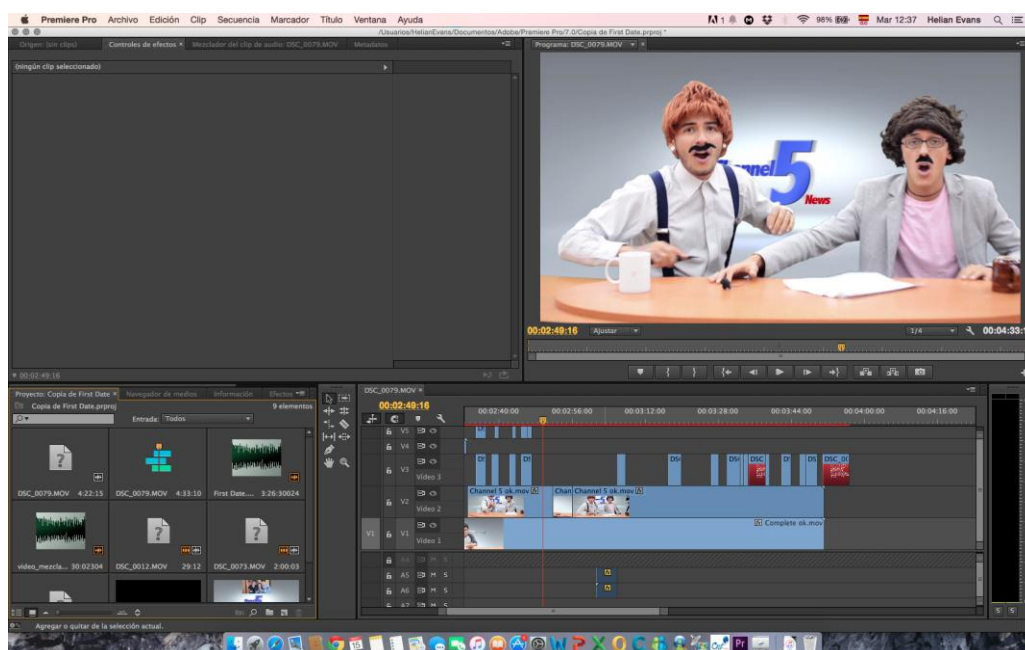 Premiere Pro Archivo Edición Clip Secuencia Marcador Título Ventana Ayuda
1 98% Mar 12:37 Helian Evans
/Usuarios/HelianEvans/Documentos/Adobe/Premiere Pro/7.0/Copia de First Date.prproj *
Origen: (sin clips) Controles de efectos × Mezclador del clip de audio: DSC_0079.MOV Metadatos
(ningún clip seleccionado)
00:02:49:16
Programa: DSC_0079.MOV
Channel 5
News
00:02:49:16 Ajustar 1/4 00:04:33:1
Proyecto: Copia de First Date × Navegador de medios Información Efectos
Copia de First Date.prproj 9 elementos
Entrada: Todos
DSC_0079.MOV 4:22:15 DSC_0079.MOV 4:33:10 First Date.... 3:26:30024
video_mezcla... 30:02304 DSC_0012.MOV 29:12 DSC_0073.MOV 2:00:03
DSC_0079.MOV ×
00:02:49:16
00:02:40:00 00:02:56:00 00:03:12:00 00:03:28:00 00:03:44:00 00:04:00:00 00:04:16:00
V5
V4
V3 Video 3
V2 Video 2 Channel 5 ok.mov Chan Channel 5 ok.mov
V1 V1 Video 1 Complete ok.mov
A4 M S
A5 M S
A6 M S
A7 M S
S S
Agregar o quitar de la selección actual.